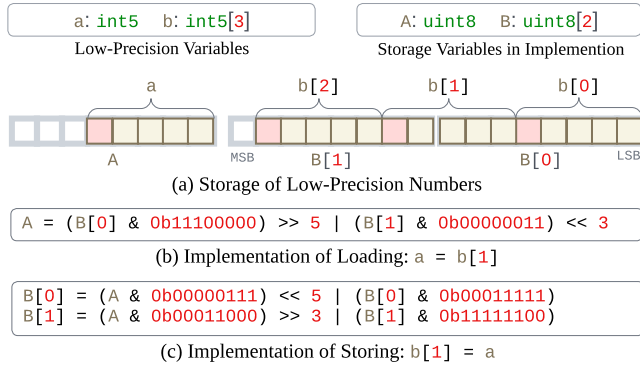 a: int5 b: int5[3]
A: uint8 B: uint8[2]
Low-Precision Variables
Storage Variables in Implemention
a
b[2]
b[1]
b[0]
A
MSB
B[1]
B[0]
LSB
(a) Storage of Low-Precision Numbers
A = (B[0] & 0b11100000) >> 5 | (B[1] & 0b00000011) << 3
(b) Implementation of Loading: a = b[1]
B[0] = (A & 0b00000111) << 5 | (B[0] & 0b00011111)
B[1] = (A & 0b00011000) >> 3 | (B[1] & 0b11111100)
(c) Implementation of Storing: b[1] = a